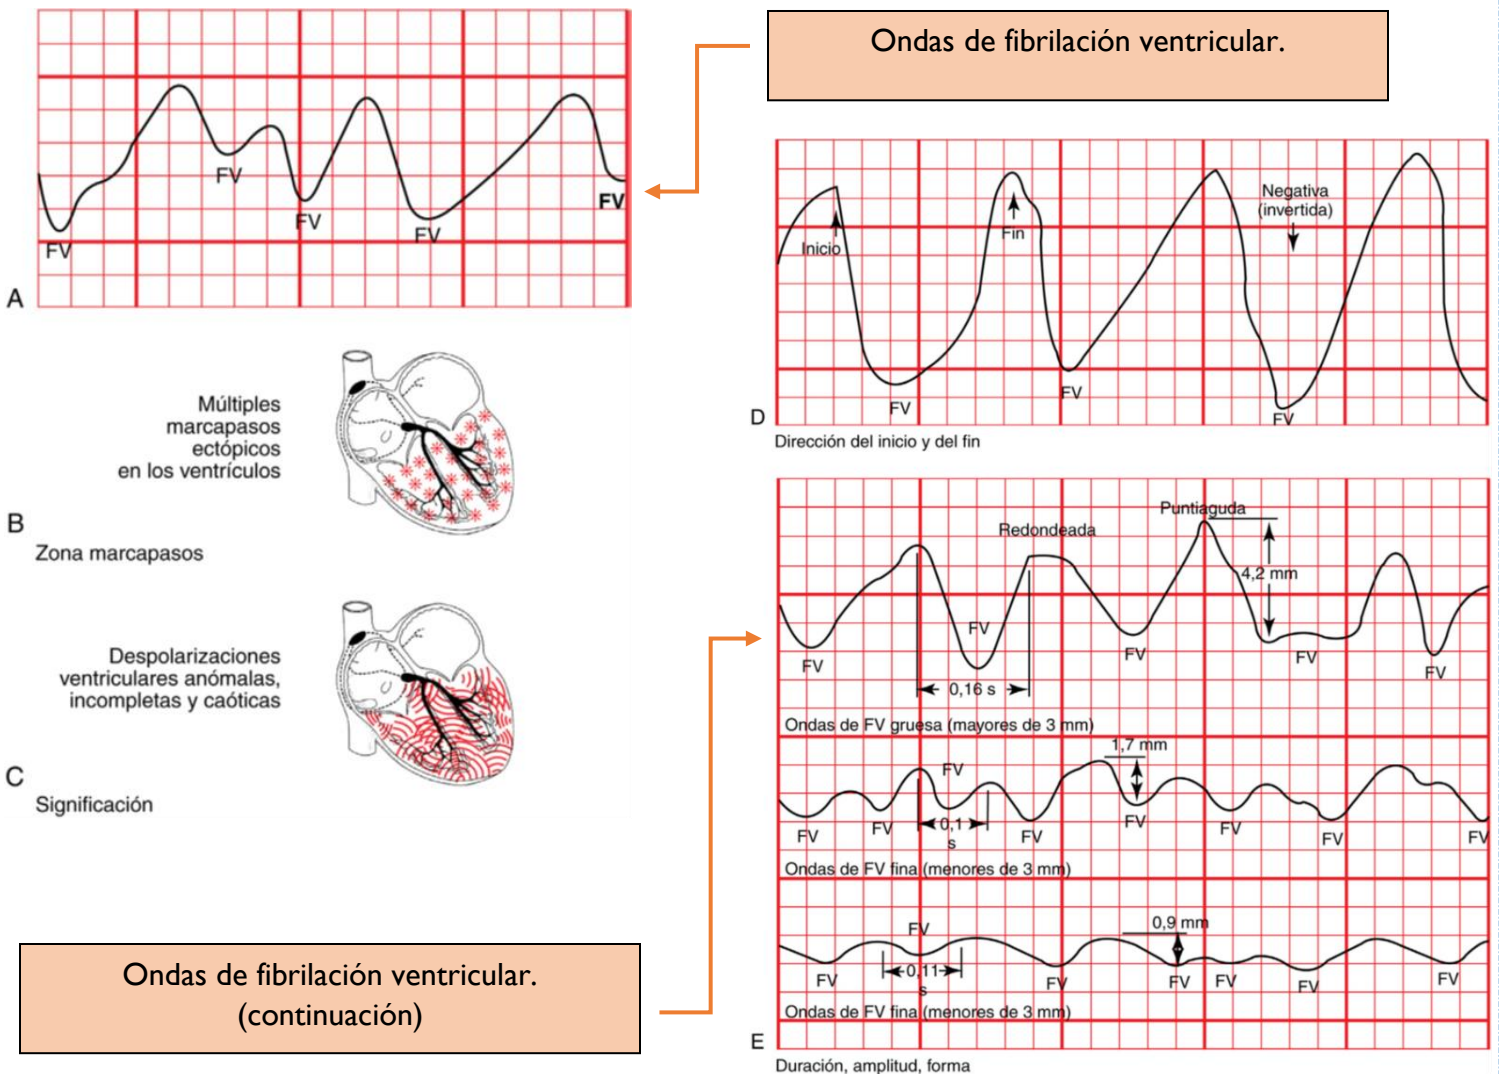 Ondas de fibrilación ventricular.
FV
FV
FV
FV
FV
A
Múltiples
marcapasos
ectópicos
en los ventrículos
B
Zona marcapasos
Despolarizaciones
ventriculares anómalas,
incompletas y caóticas
C
Significación
Ondas de fibrilación ventricular.
(continuación)
Inicio
Fin
Negativa
(invertida)
FV
FV
FV
D
Dirección del inicio y del fin
Redondeada
Puntiaguda
4,2 mm
FV
FV
FV
FV
FV
0,16 s
Ondas de FV gruesa (mayores de 3 mm)
1,7 mm
FV
FV
FV
0,1
s
FV
FV
FV
FV
FV
Ondas de FV fina (menores de 3 mm)
0,9 mm
FV
FV
0,11
s
FV
FV
FV
FV
FV
Ondas de FV fina (menores de 3 mm)
E
Duración, amplitud, forma